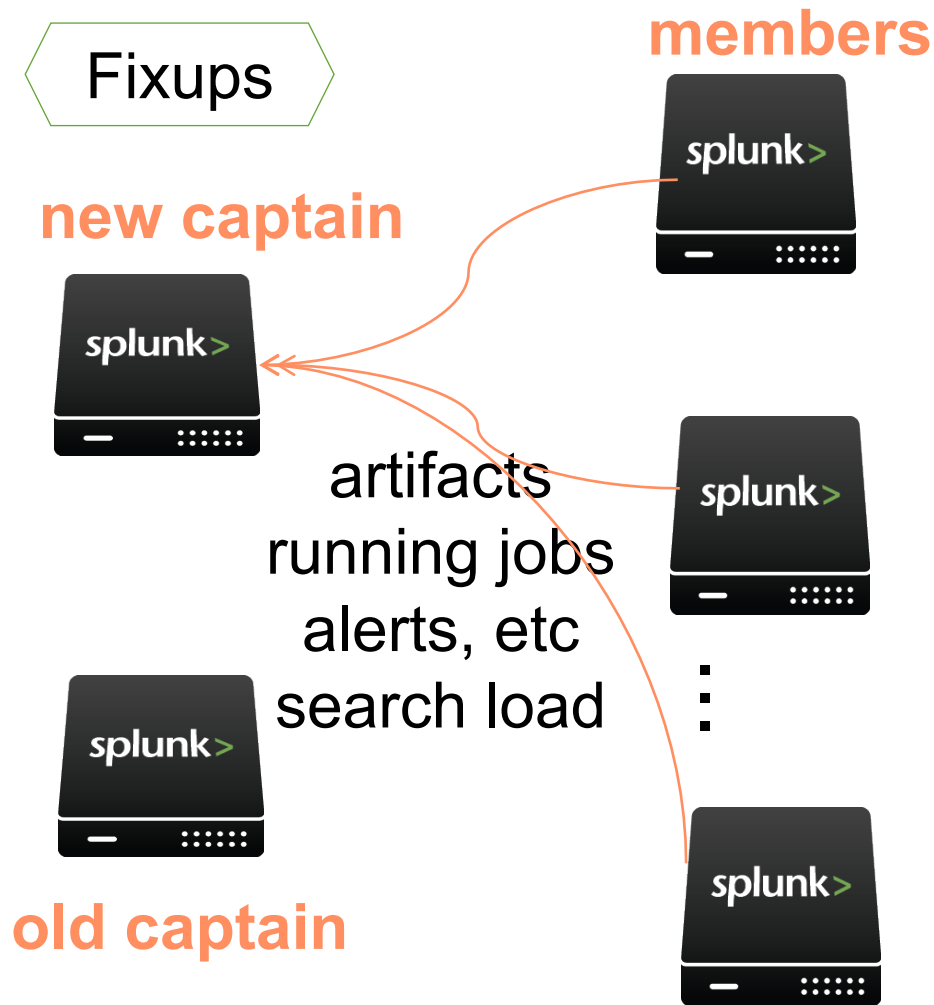 Fixups
members
splunk>
new captain
splunk>
artifacts
running jobs
alerts, etc
search load
splunk>
splunk>
old captain
splunk>